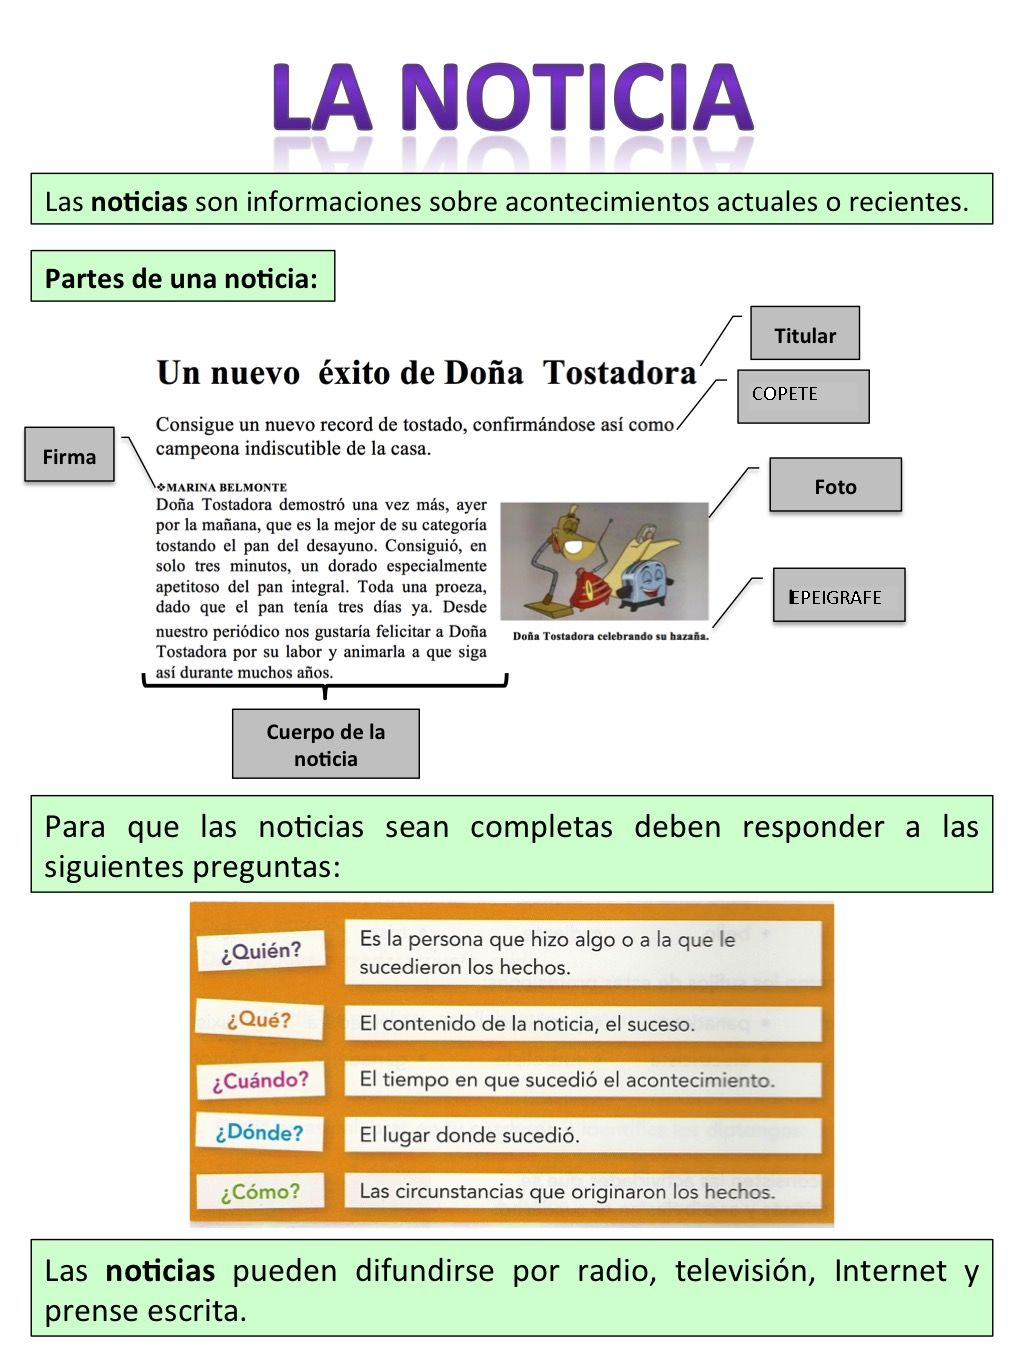 LA NOTICIA
Las noticias son informaciones sobre acontecimientos actuales o recientes.
Partes de una noticia:
Titular
Un nuevo éxito de Doña Tostadora
COPETE
Consigue un nuevo record de tostado, confirmándose así como
campeona indiscutible de la casa.
Firma
Foto
❖MARINA BELMONTE
Doña Tostadora demostró una vez más, ayer
por la mañana, que es la mejor de su categoría
tostando el pan del desayuno. Consiguió, en
solo tres minutos, un dorado especialmente
apetitoso del pan integral. Toda una proeza,
dado que el pan tenía tres días ya. Desde
nuestro periódico nos gustaría felicitar a Doña
Tostadora por su labor y animarla a que siga
así durante muchos años.
EPEIGRAFE
Doña Tostadora celebrando su hazaña.
Cuerpo de la
noticia
Para que las noticias sean completas deben responder a las
siguientes preguntas:
¿Quién?
Es la persona que hizo algo o a la que le
sucedieron los hechos.
¿Qué?
El contenido de la noticia, el suceso.
¿Cuándo?
El tiempo en que sucedió el acontecimiento.
¿Dónde?
El lugar donde sucedió.
¿Cómo?
Las circunstancias que originaron los hechos.
Las noticias pueden difundirse por radio, televisión, Internet y
prense escrita.